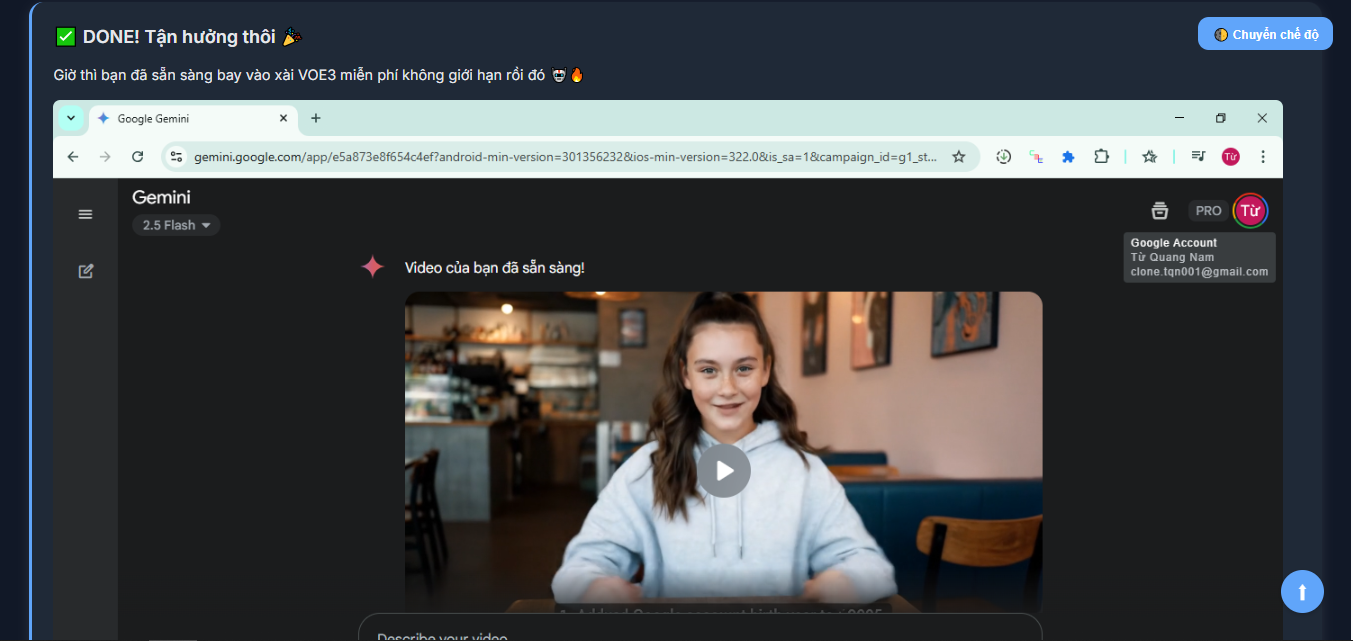 ✅ DONE! Tận hưởng thôi 🎉
🌓 Chuyển chế độ
Giờ thì bạn đã sẵn sàng bay vào xài VOE3 miễn phí không giới hạn rồi đó 🤡🔥
Google Gemini
gemini.google.com/app/e5a873e8f654c4ef?android-min-version=301356232&ios-min-version=322.0&is_sa=1&campaign_id=g1_st...
Từ
Gemini
2.5 Flash
PRO
Từ
Google Account
Từ Quang Nam
clone.tqn001@gmail.com
Video của bạn đã sẵn sàng!
Describe your video